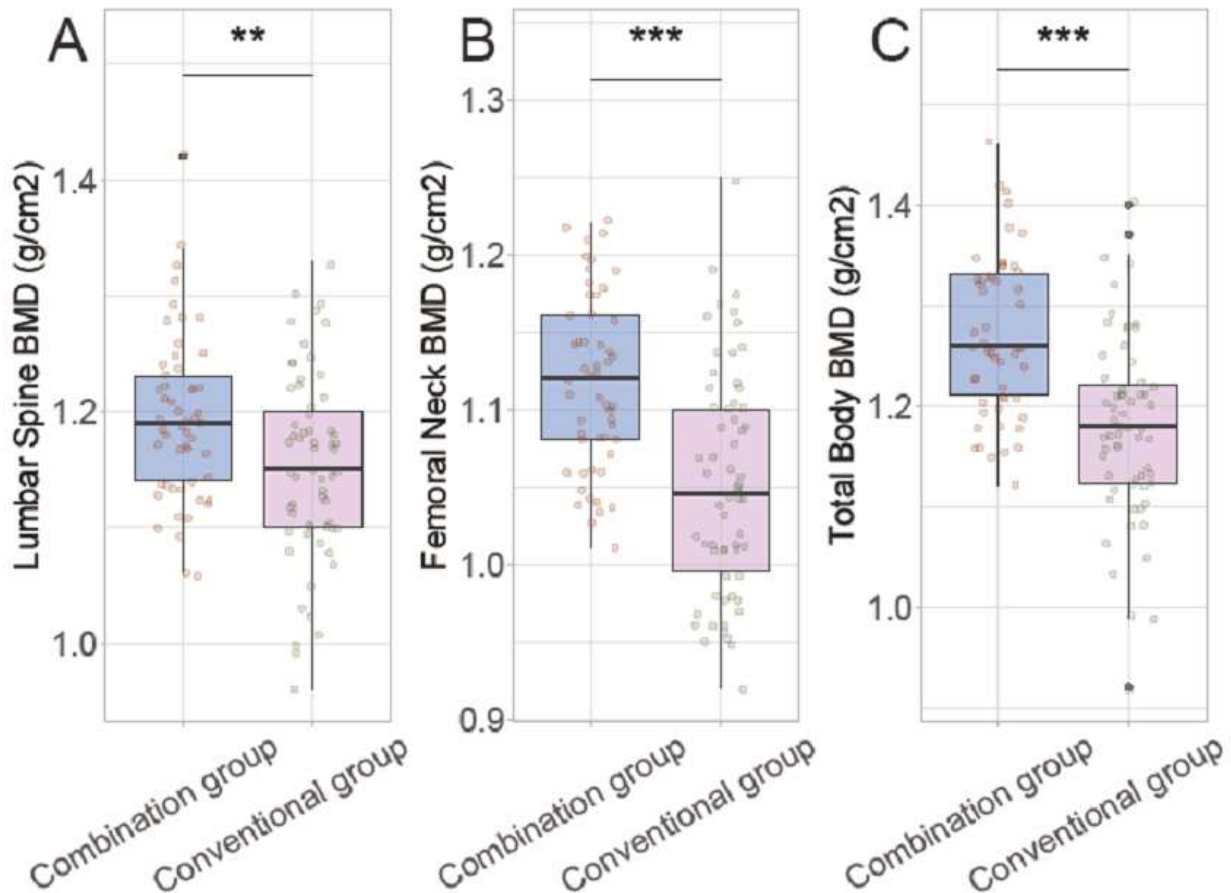 A
**
Lumbar Spine BMD (g/cm2)
1.4
1.2
1.0
Combination group
Conventional group
B
***
Femoral Neck BMD (g/cm2)
1.3
1.2
1.1
1.0
0.9
Combination group
Conventional group
C
***
Total Body BMD (g/cm2)
1.4
1.2
1.0
Combination group
Conventional group